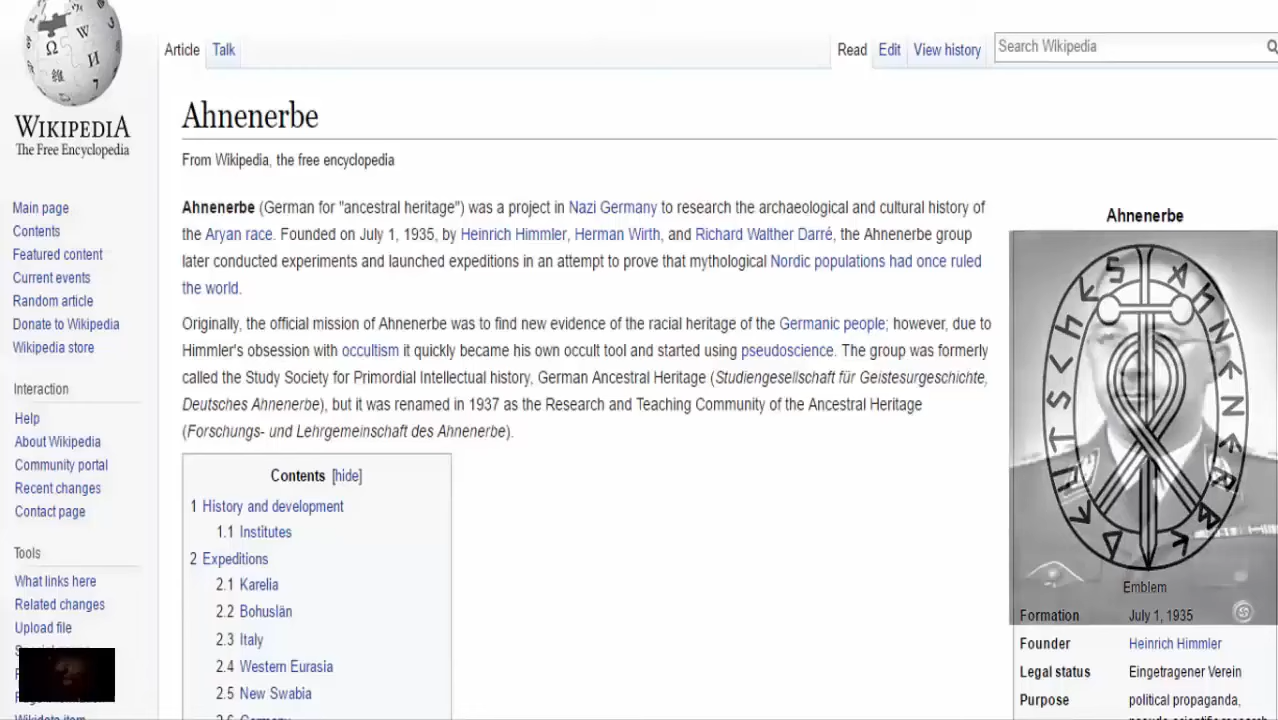 Article
Talk
Read
Edit
View history
Search Wikipedia
WIKIPEDIA
The Free Encyclopedia
Main page
Contents
Featured content
Current events
Random article
Donate to Wikipedia
Wikipedia store
Interaction
Help
About Wikipedia
Community portal
Recent changes
Contact page
Tools
What links here
Related changes
Upload file
Wikidata item
Ahnenerbe
From Wikipedia, the free encyclopedia
Ahnenerbe (German for "ancestral heritage") was a project in Nazi Germany to research the archaeological and cultural history of
the Aryan race. Founded on July 1, 1935, by Heinrich Himmler, Herman Wirth, and Richard Walther Darré, the Ahnenerbe group
later conducted experiments and launched expeditions in an attempt to prove that mythological Nordic populations had once ruled
the world.
Originally, the official mission of Ahnenerbe was to find new evidence of the racial heritage of the Germanic people; however, due to
Himmler's obsession with occultism it quickly became his own occult tool and started using pseudoscience. The group was formerly
called the Study Society for Primordial Intellectual history, German Ancestral Heritage (Studiengesellschaft für Geistesurgeschichte,
Deutsches Ahnenerbe), but it was renamed in 1937 as the Research and Teaching Community of the Ancestral Heritage
(Forschungs- und Lehrgemeinschaft des Ahnenerbe).
Contents [hide]
1 History and development
1.1 Institutes
2 Expeditions
2.1 Karelia
2.2 Bohuslän
2.3 Italy
2.4 Western Eurasia
2.5 New Swabia
2.6 Germany
Ahnenerbe
DEUTSCHES AHNENERBE
Emblem
Formation July 1, 1935
Founder Heinrich Himmler
Legal status Eingetragener Verein
Purpose political propaganda,
pseudo-scientific research